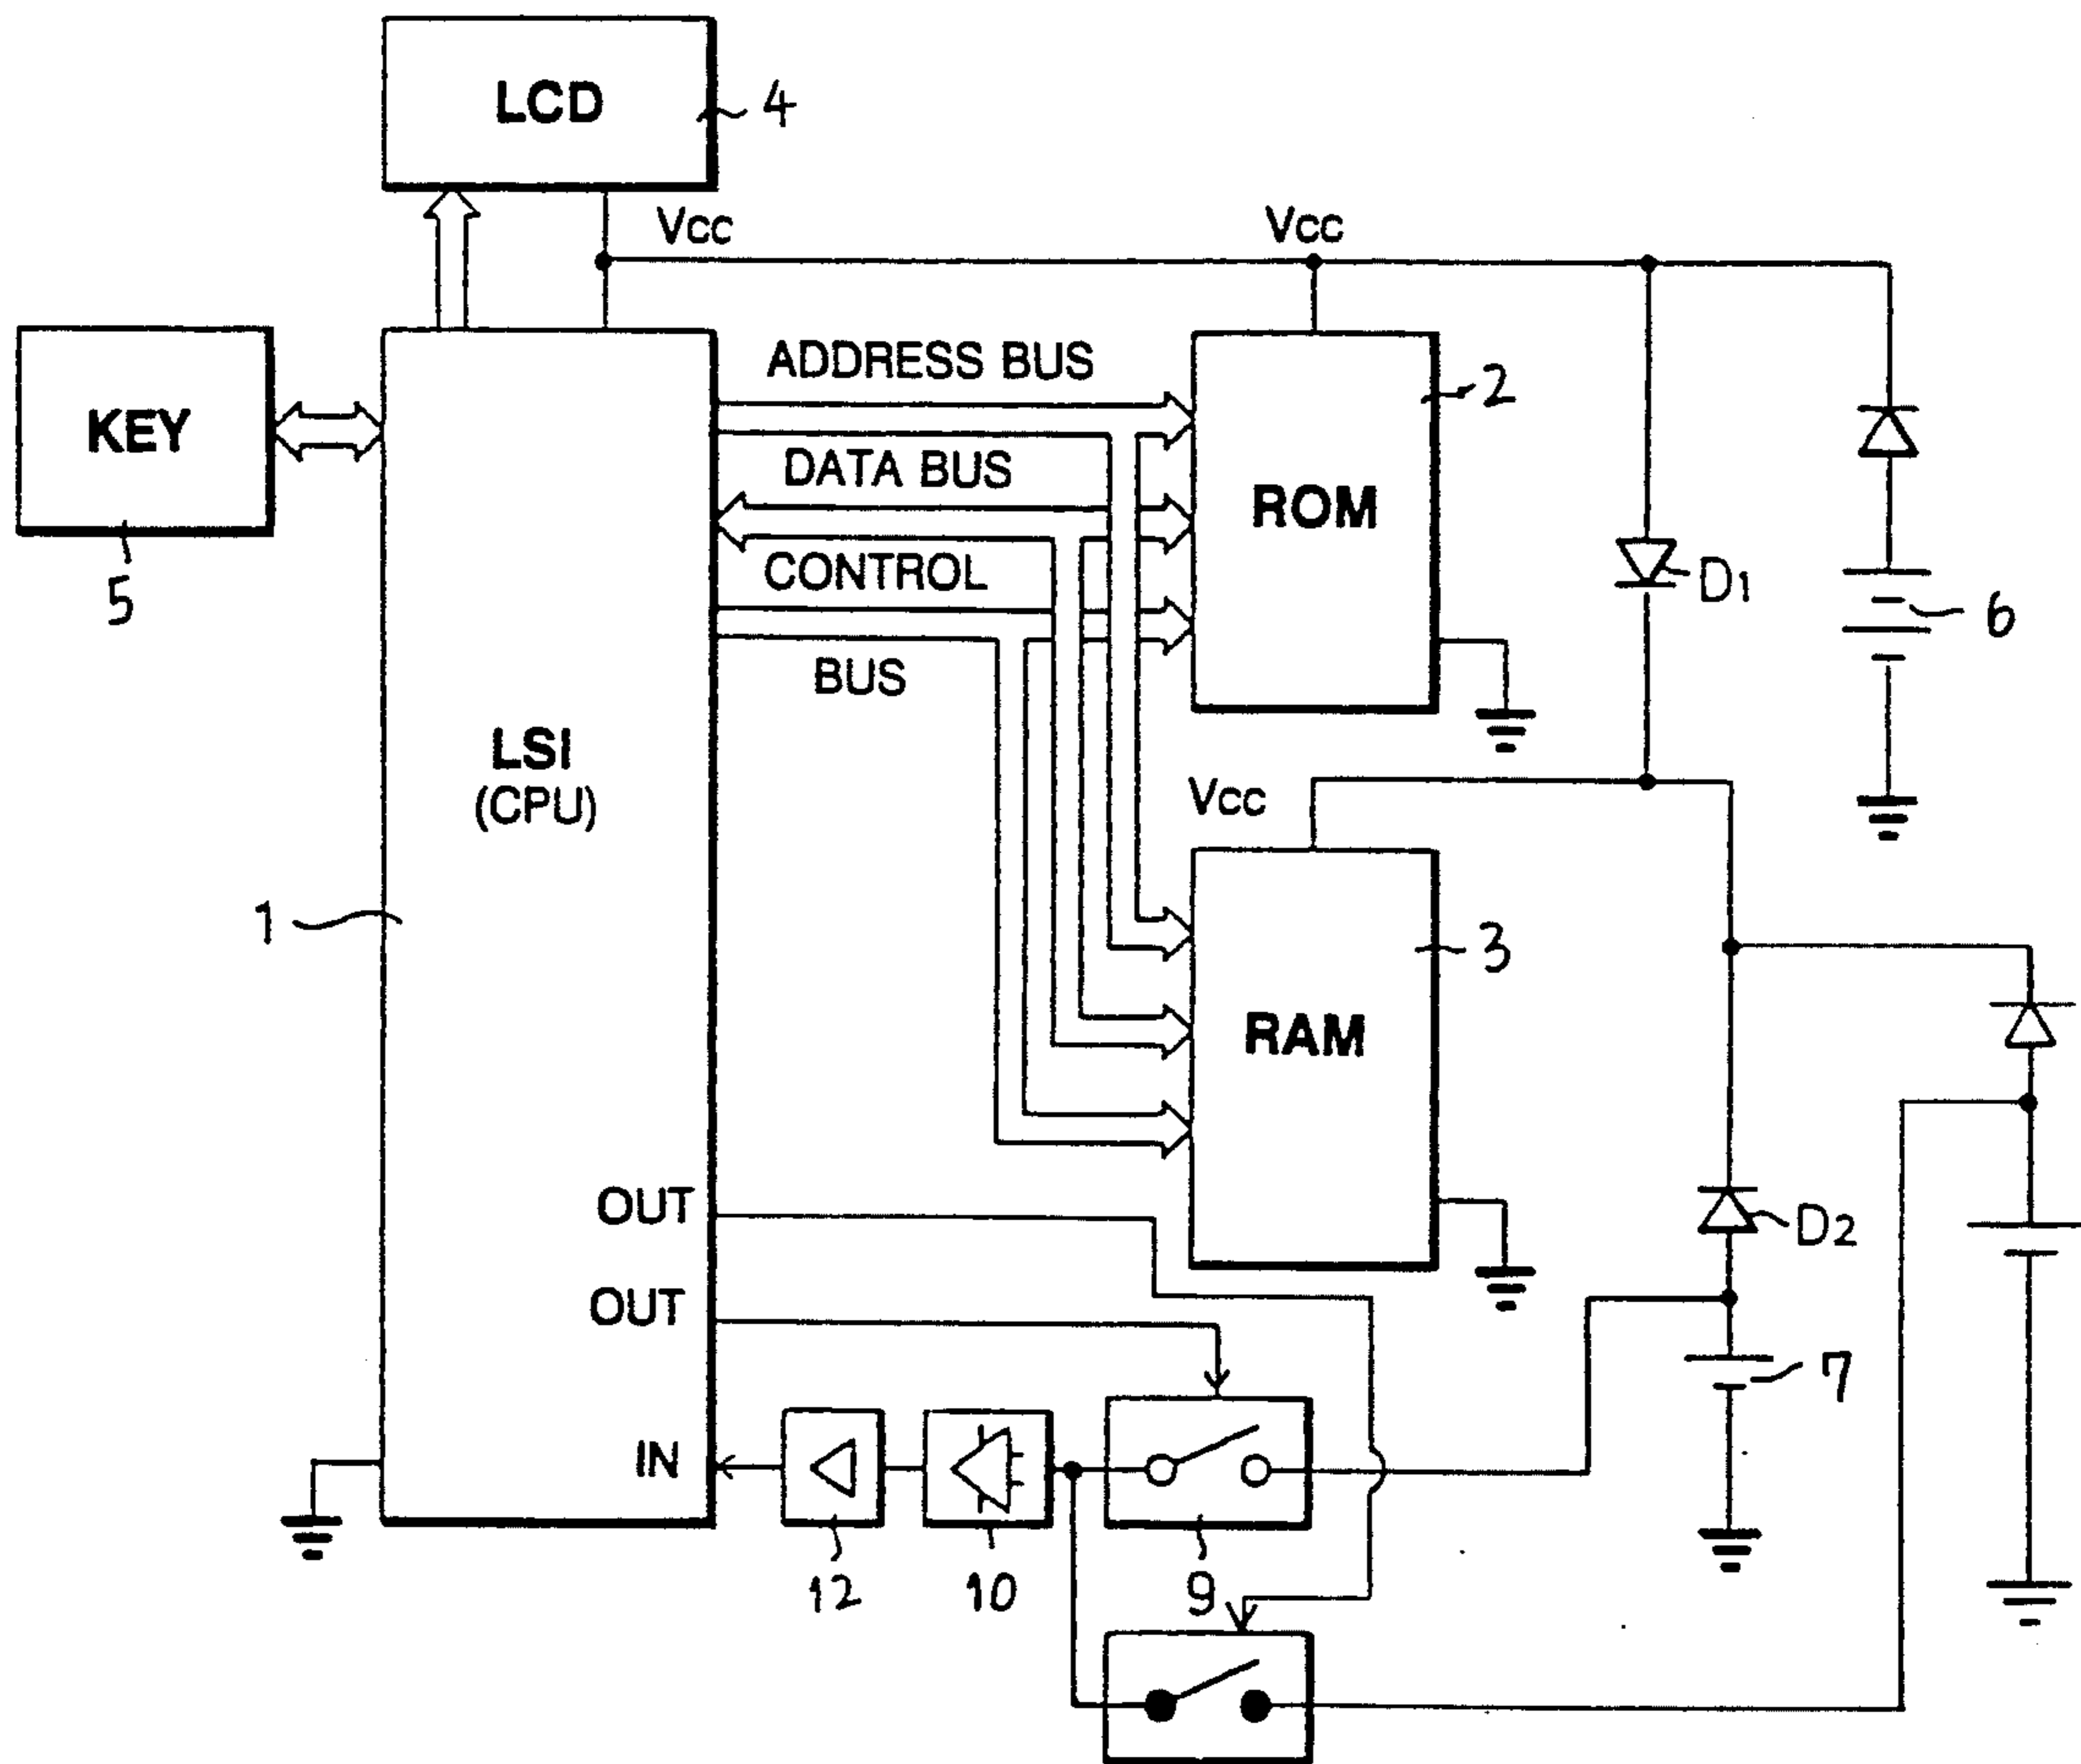 LCD
4
Vcc
Vcc
KEY
5
ADDRESS BUS
DATA BUS
CONTROL
BUS
ROM
2
D1
6
LSI
(CPU)
1
Vcc
RAM
3
OUT
OUT
IN
D2
7
12
10
9